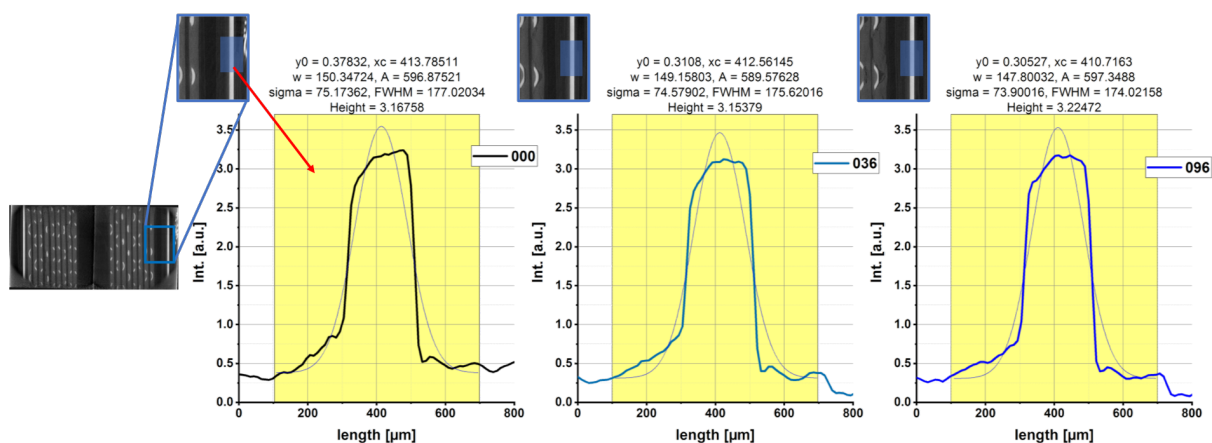 y0 = 0.37832, xc = 413.78511
w = 150.34724, A = 596.87521
sigma = 75.17362, FWHM = 177.02034
Height = 3.16758
3.5
3.0
2.5
2.0
1.5
1.0
0.5
0.0
Int. [a.u.]
000
0
200
400
600
800
length [µm]
y0 = 0.3108, xc = 412.56145
w = 149.15803, A = 589.57628
sigma = 74.57902, FWHM = 175.62016
Height = 3.15379
3.5
3.0
2.5
2.0
1.5
1.0
0.5
0.0
Int. [a.u.]
036
0
200
400
600
800
length [µm]
y0 = 0.30527, xc = 410.7163
w = 147.80032, A = 597.3488
sigma = 73.90016, FWHM = 174.02158
Height = 3.22472
3.5
3.0
2.5
2.0
1.5
1.0
0.5
0.0
Int. [a.u.]
096
0
200
400
600
800
length [µm]